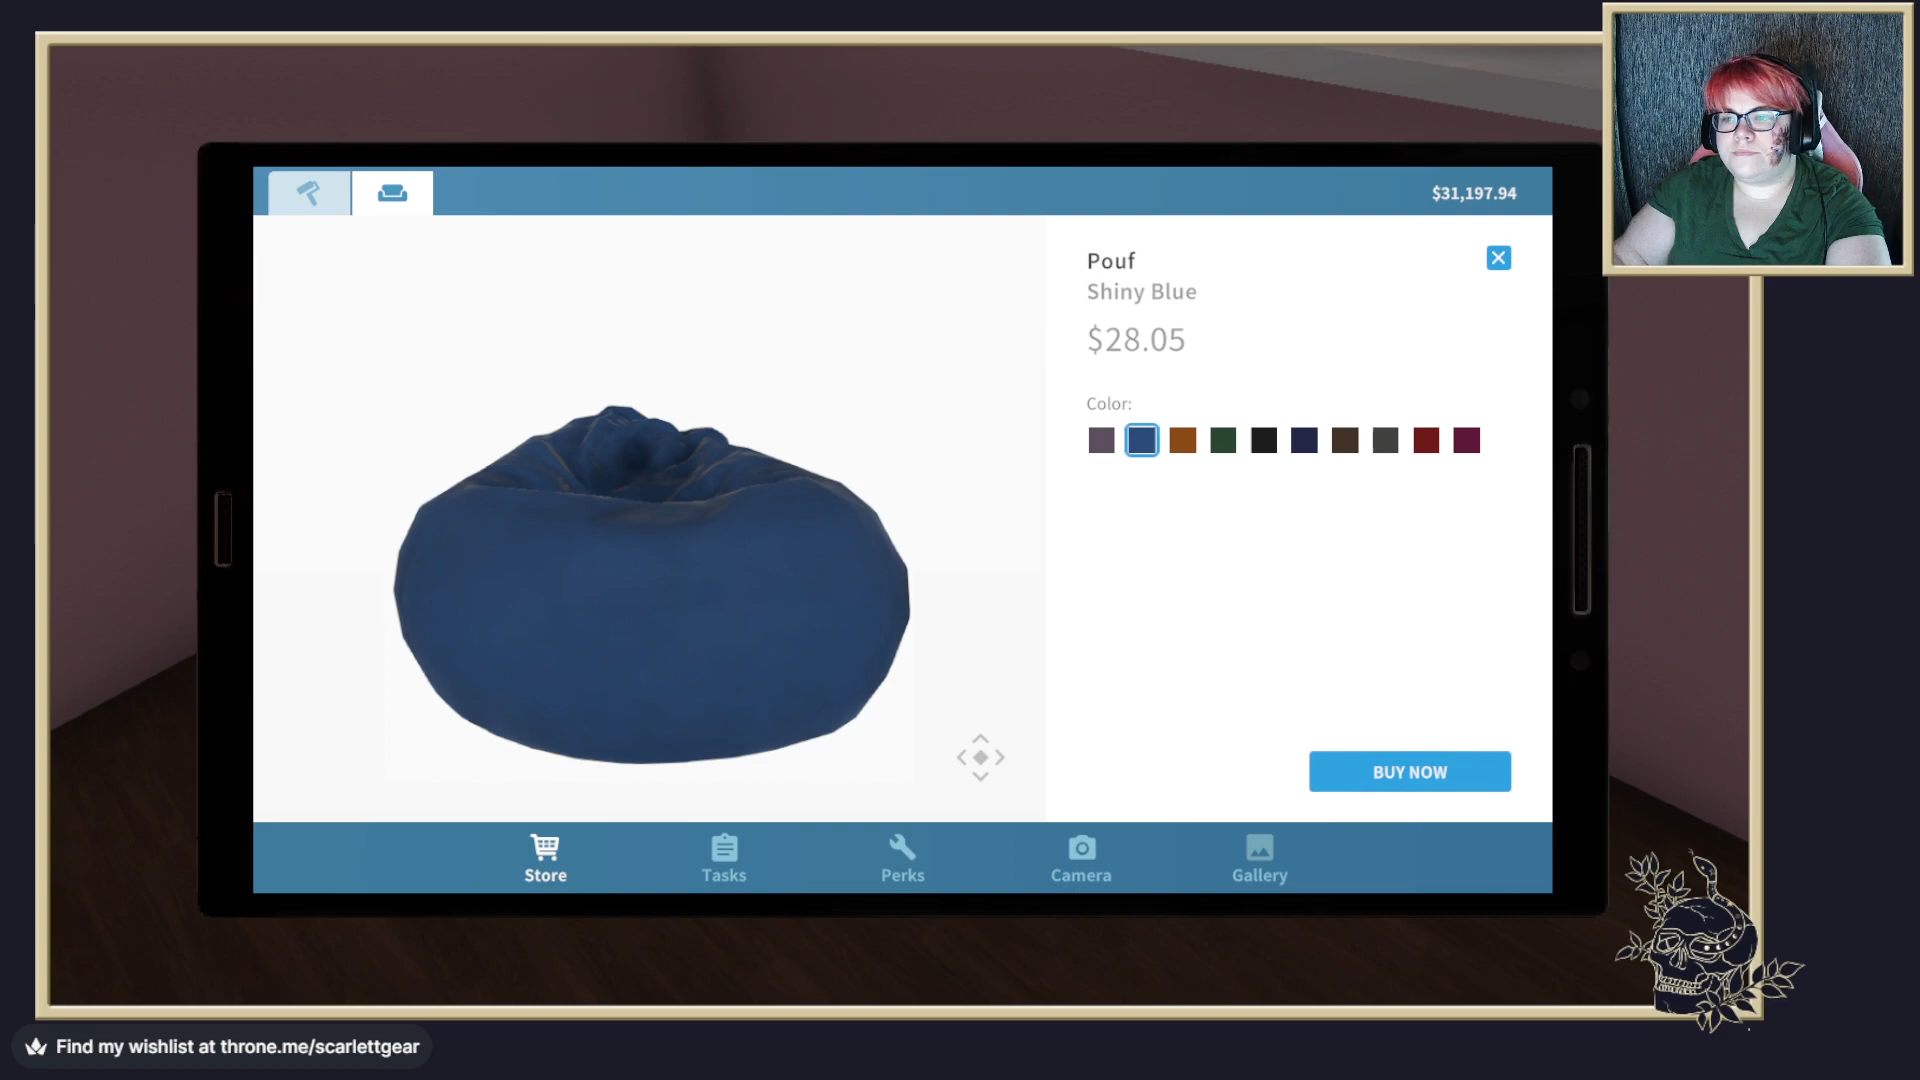 $31,197.94
Pouf
Shiny Blue
$28.05
Color:
BUY NOW
Store
Tasks
Perks
Camera
Gallery
Find my wishlist at throne.me/scarlettgear